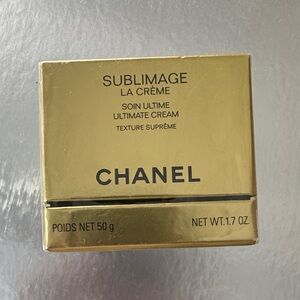 SUBLIMAGE
LA CRÈME
SOIN ULTIME
ULTIMATE CREAM
TEXTURE SUPRÊME
CHANEL
POIDS NET 50 g NET WT. 1.7 OZ.